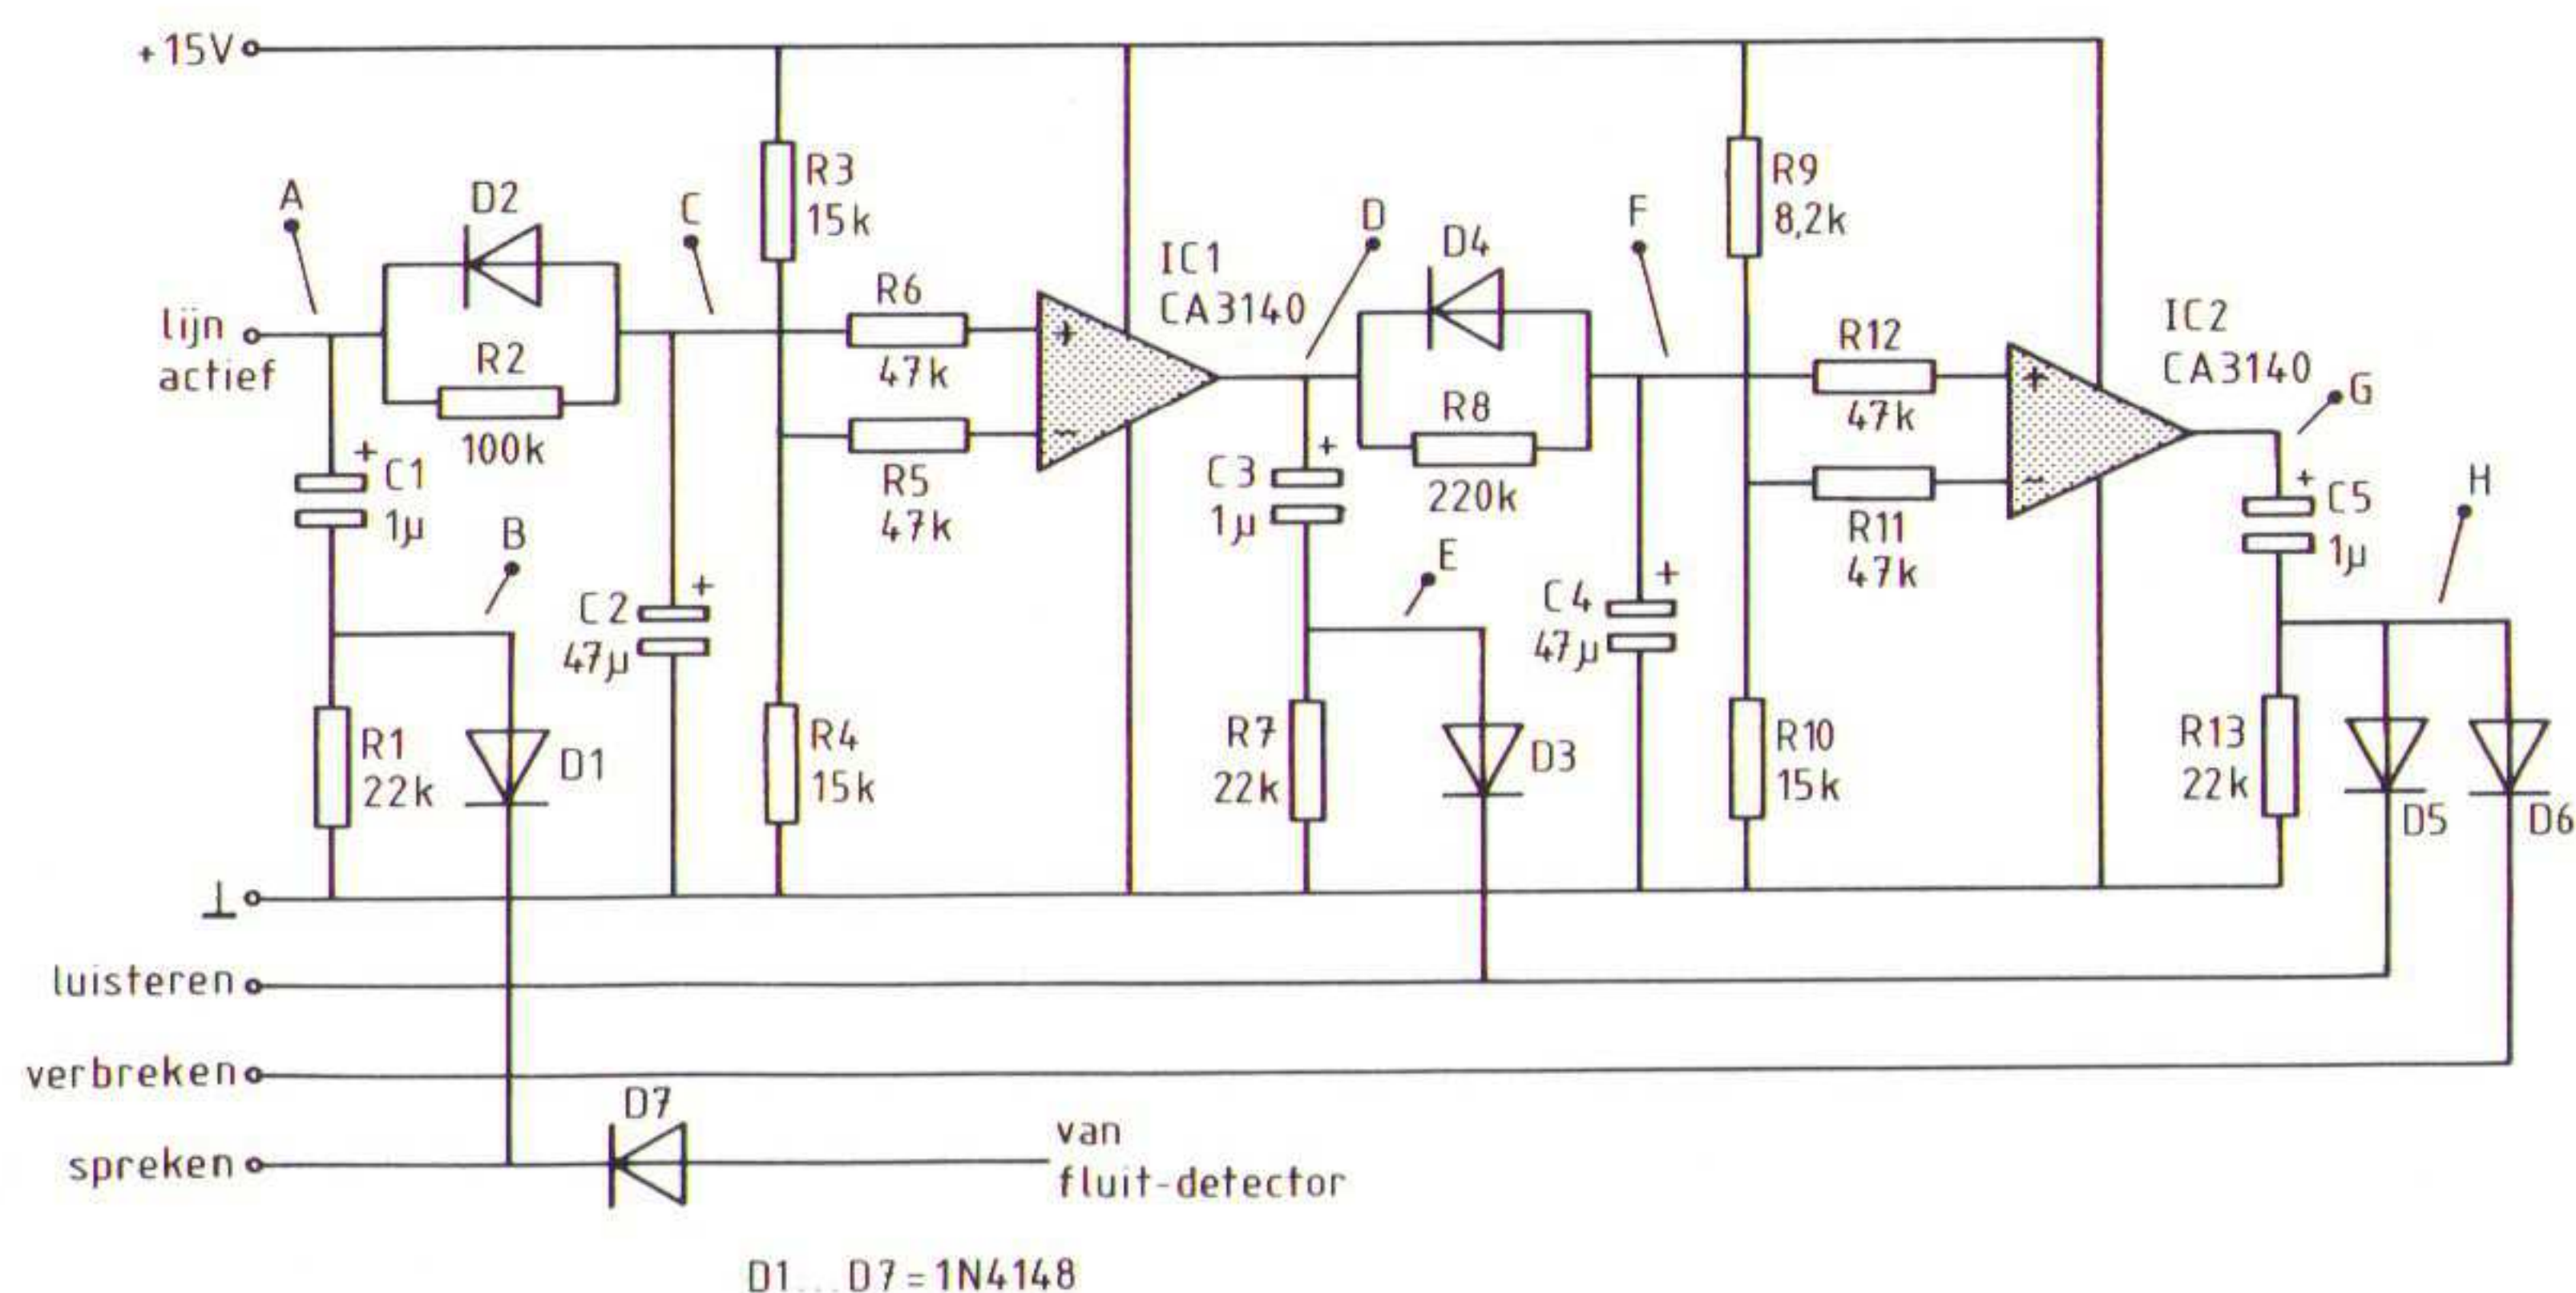 +15V
A
D2
C
R3
15k
lijn
actief
R2
100k
R6
47k
R5
47k
IC1
CA3140
D
D4
F
R9
8,2k
R8
220k
R12
47k
R11
47k
IC2
CA3140
G
+
-
+
-
+
C1
1µ
B
C2
+
47µ
+
C3
1µ
E
C4
+
47µ
+
C5
1µ
H
R1
22k
D1
R4
15k
R7
22k
D3
R10
15k
R13
22k
D5
D6
⊥
luisteren
verbreken
spreken
D7
van
fluit-detector
D1...D7=1N4148